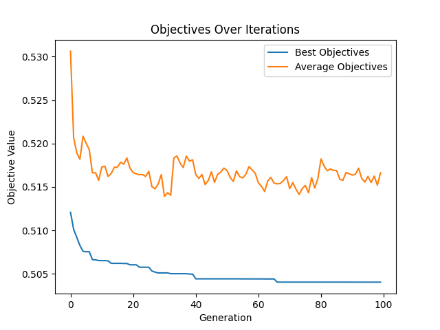 Objectives Over Iterations
Best Objectives
Average Objectives
Objective Value
0.530
0.525
0.520
0.515
0.510
0.505
0
20
40
60
80
100
Generation